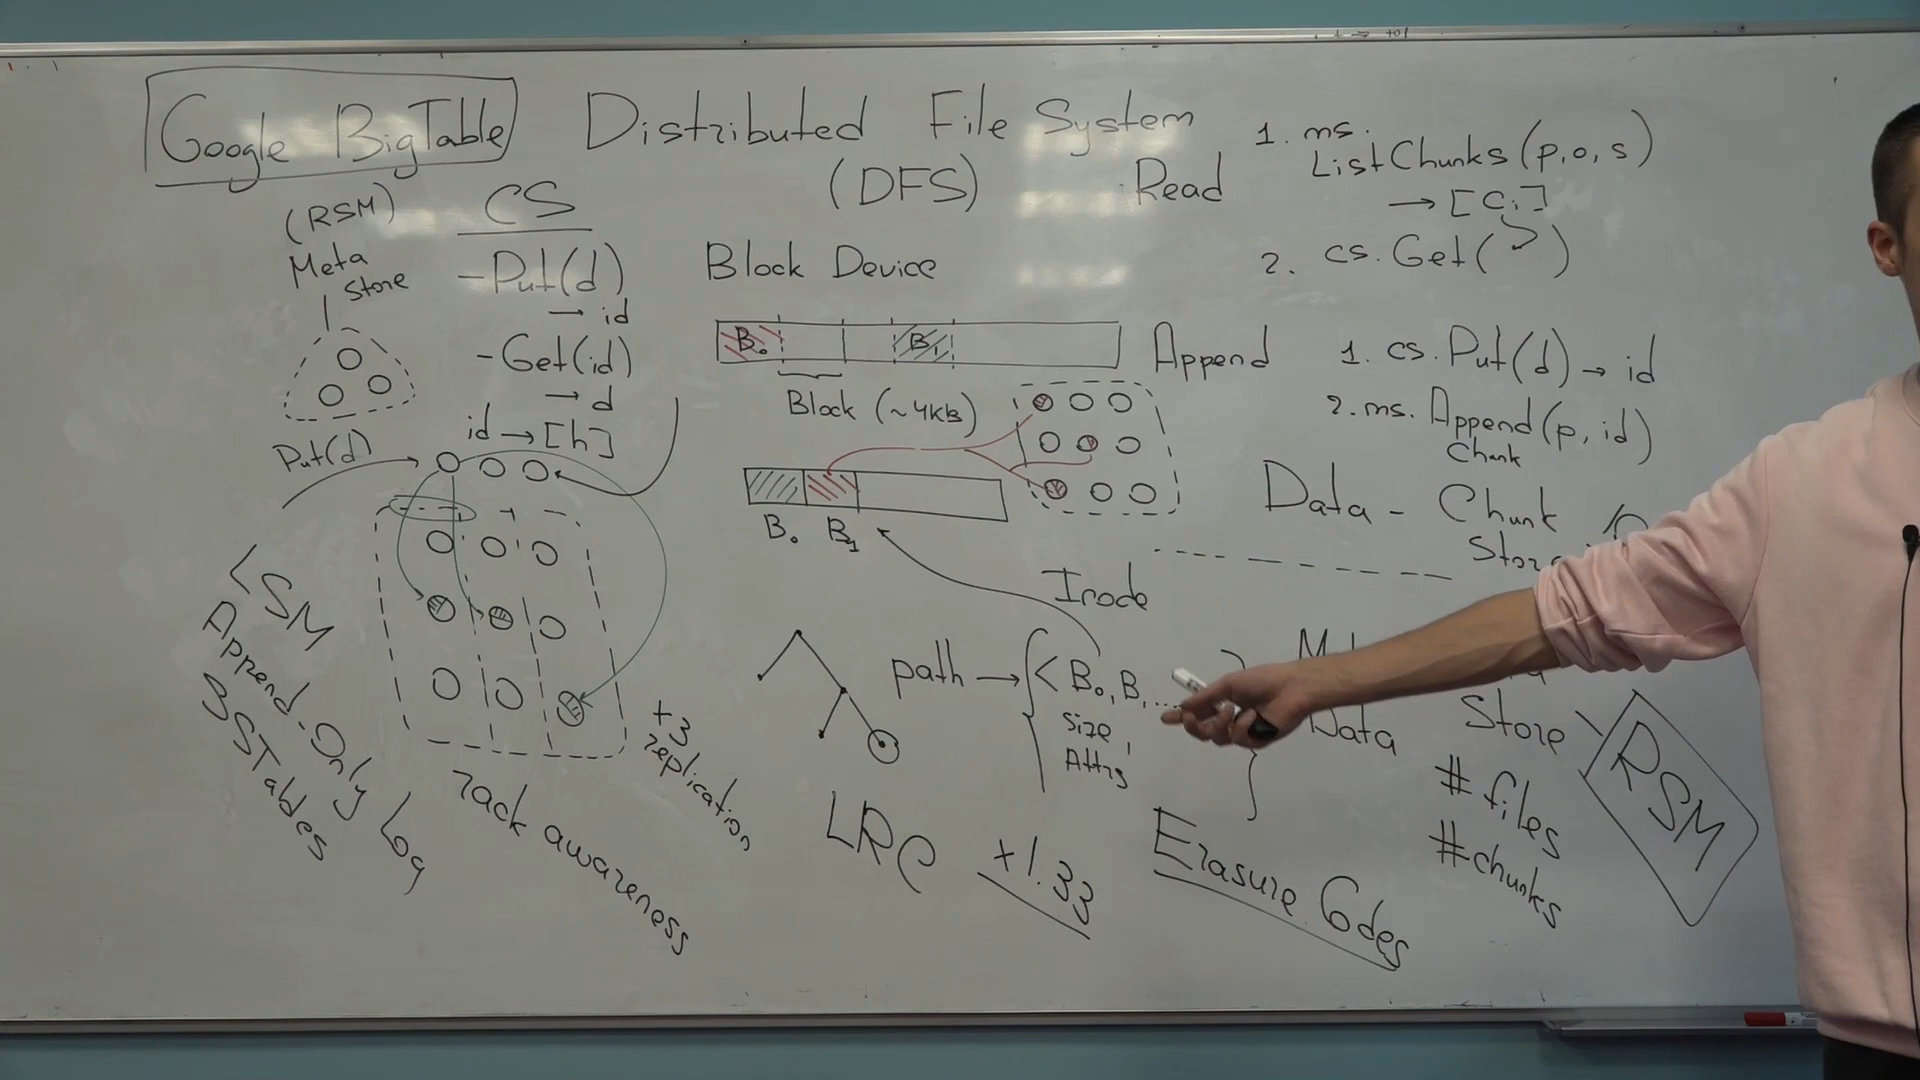 Google BigTable
Distributed File System
(DFS)
(RSM)
Meta
Store
CS
-Put(d)
→ id
-Get(id)
→ d
id → [h]
Put(d)
LSM
Append-Only Log
SSTables
rack awareness
+3
replication
Block Device
B₀
B₁
Block (~4KB)
B₀ B₁
Inode
path → { < B₀, B₁, ...
Size,
Attrs
LRC
+1.33
Erasure Codes
Read
1. ms.
ListChunks(p,o,s)
→ [ci]
2. cs.Get( )
Append
1. cs.Put(d) → id
2. ms.Append(p, id)
Chunk
Data - Chunk
Data
Store
RSM
#files
#chunks